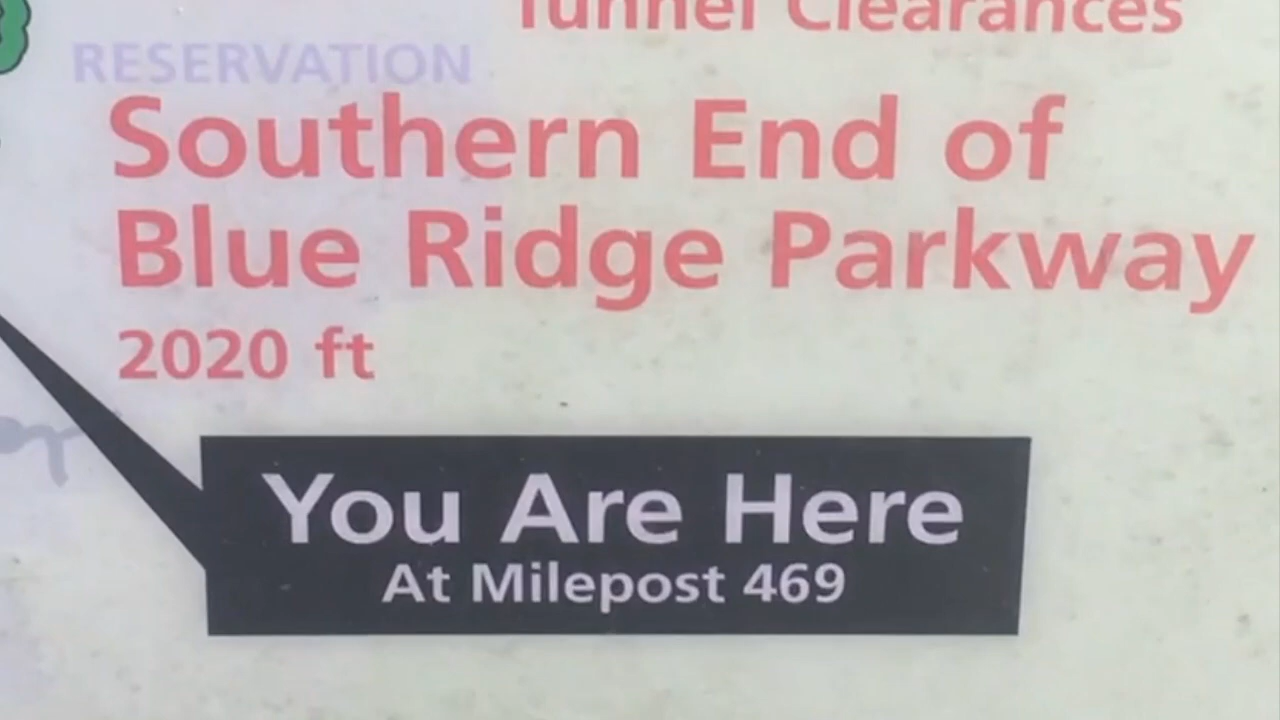 Tunnel Clearances
RESERVATION
Southern End of
Blue Ridge Parkway
2020 ft
You Are Here
At Milepost 469